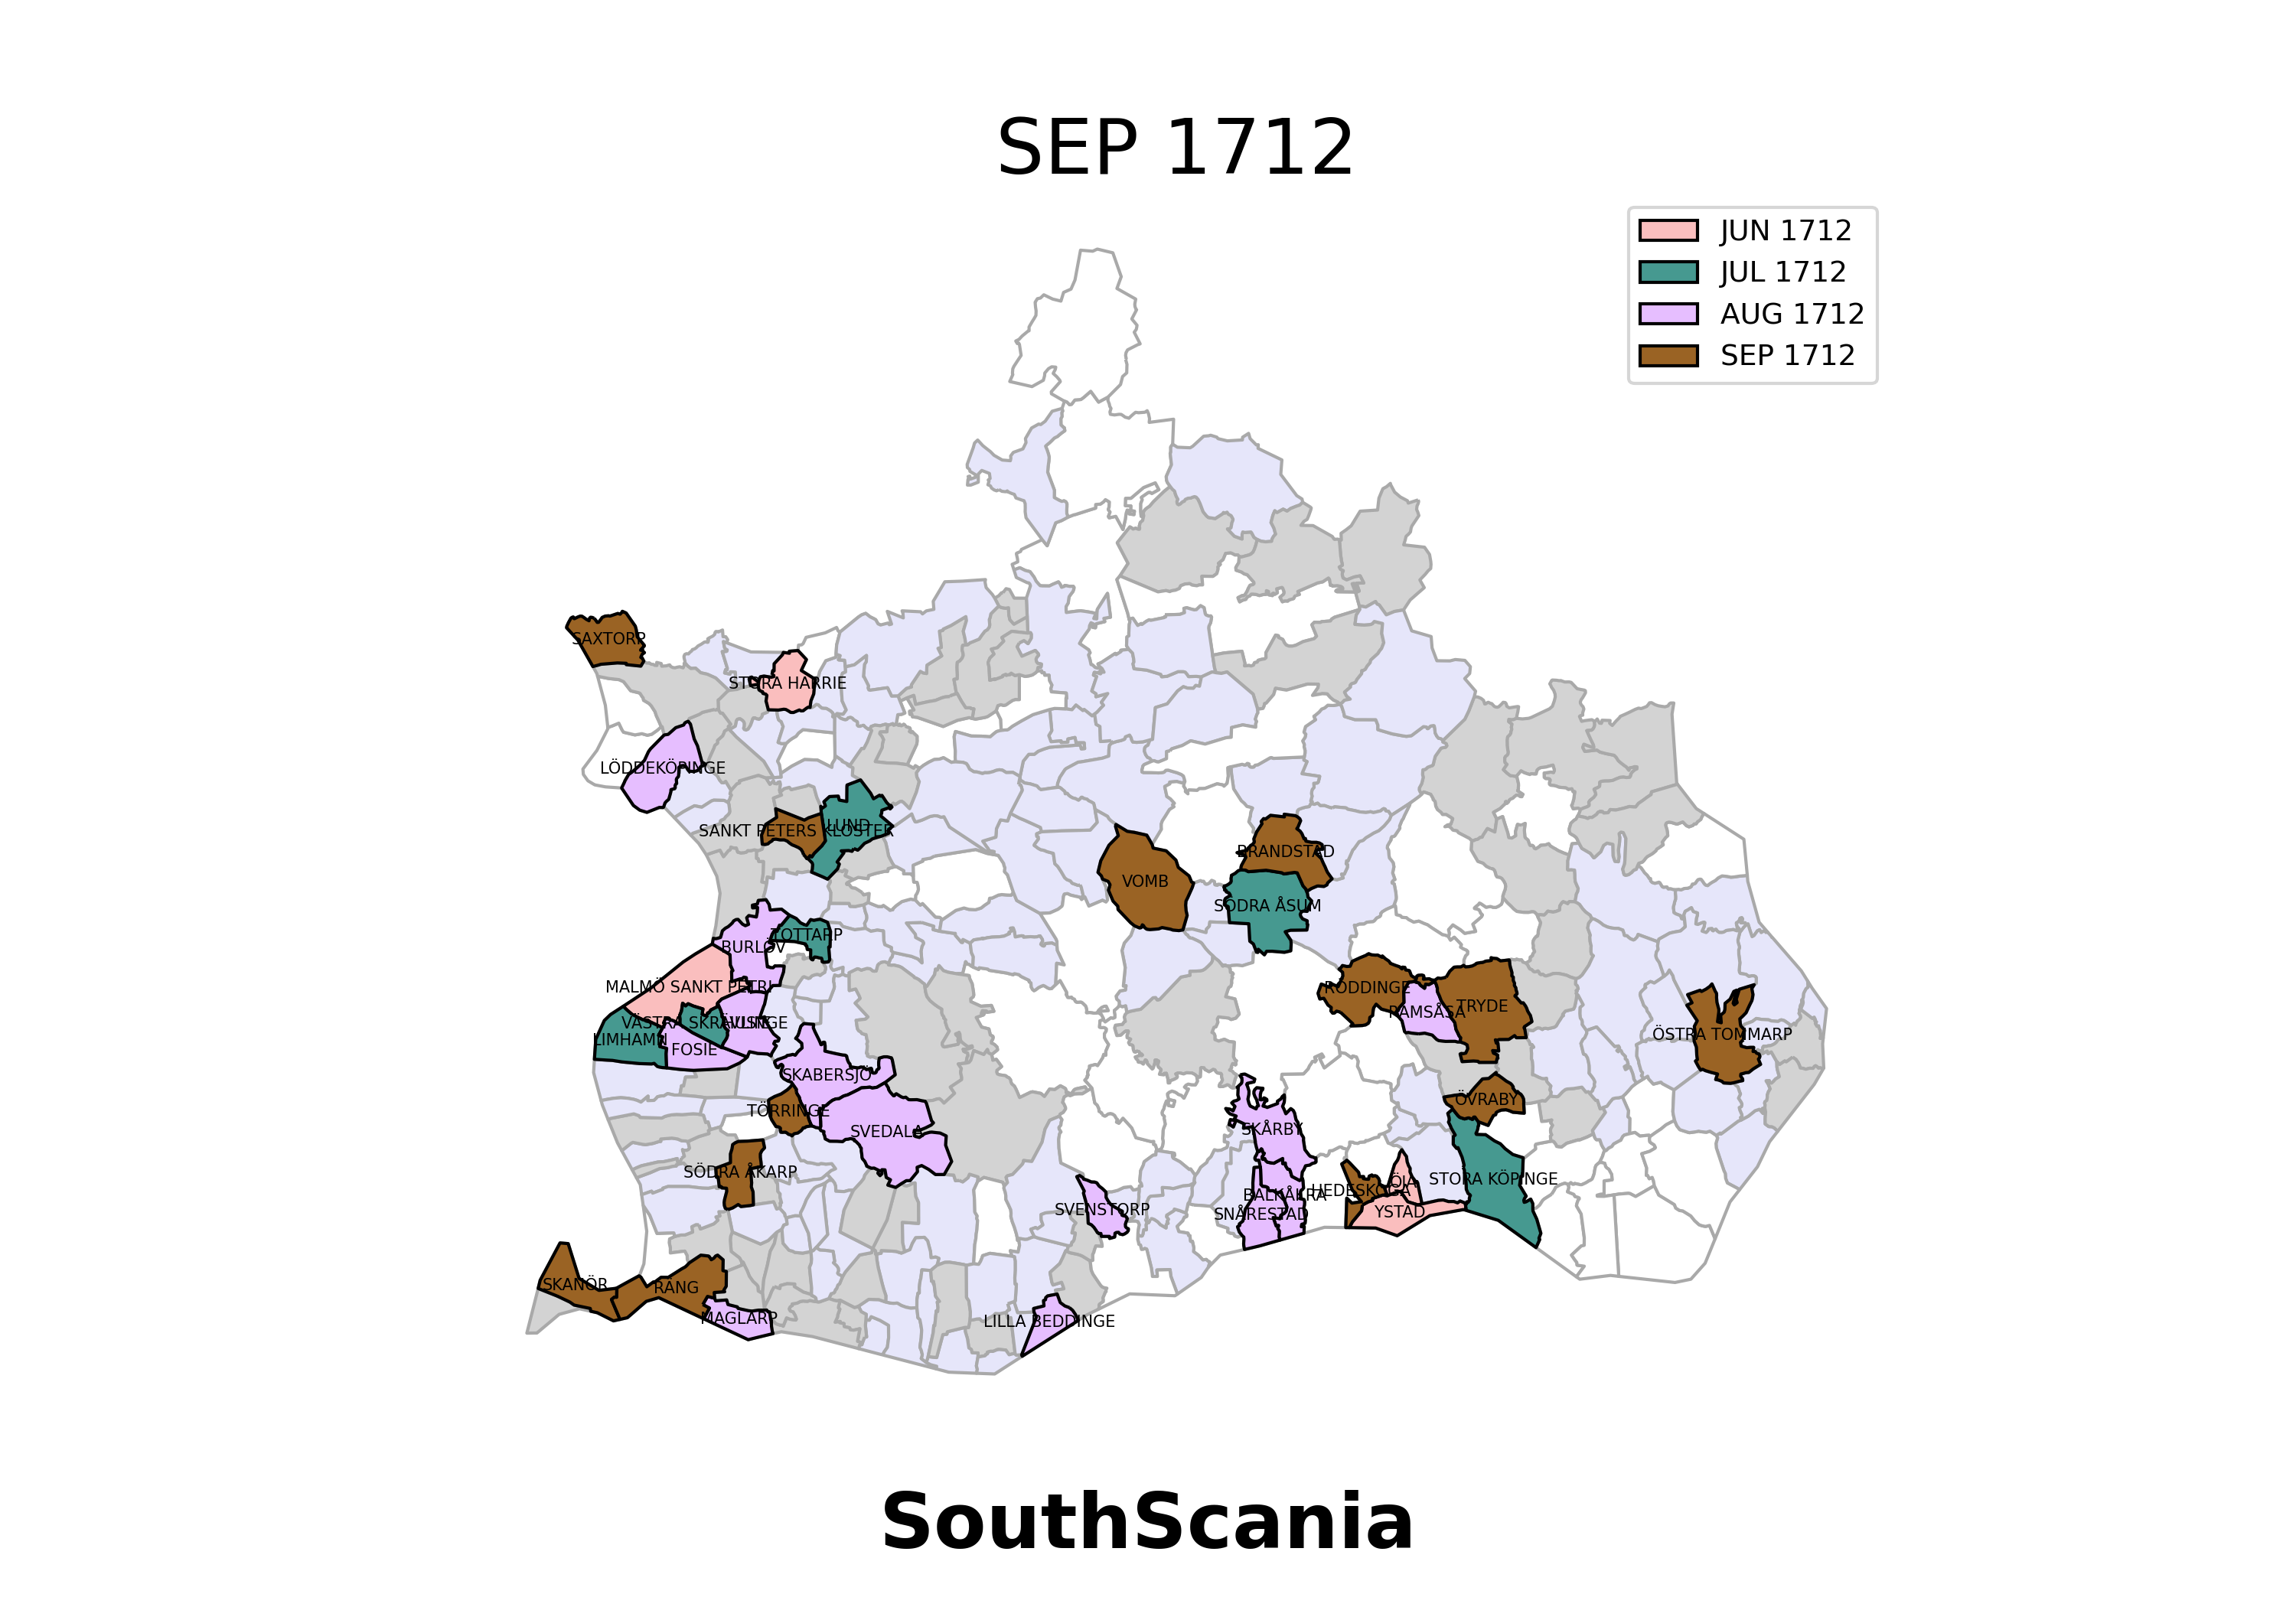 SEP 1712
JUN 1712
JUL 1712
AUG 1712
SEP 1712
SAXTORP
STORA HARRIE
LÖDDEKÖPINGE
SANKT PETERS KLOSTER
LUND
BRANDSTAD
VOMB
SÖDRA ÅSUM
BURLÖV
TOTTARP
MALMÖ SANKT PETRI
RÖDDINGE
RAMSÅSA
TRYDE
VÄSTRA SKRÄVLINGE
HUSIE
LIMHAMN
FOSIE
ÖSTRA TOMMARP
SKABERSJÖ
ÖVRABY
TÖRRINGE
SVEDALA
SKÅRBY
SÖDRA ÅKARP
ÖJA
STORA KÖPINGE
HEDESKOGA
BALKÅKRA
SVENSTORP
SNÅRESTAD
YSTAD
SKANÖR
RÄNG
MAGLARP
LILLA BEDDINGE
SouthScania